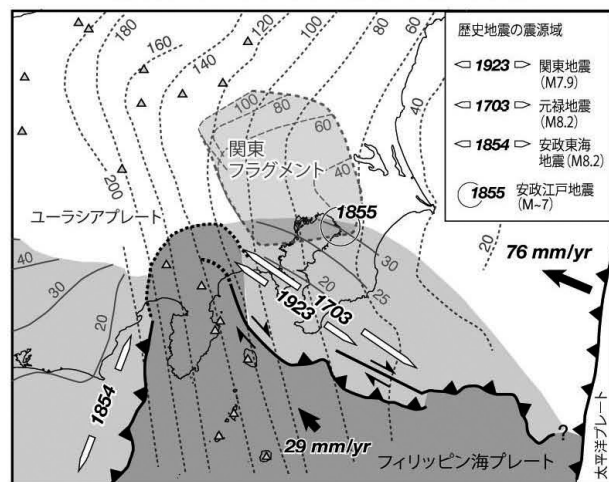 歴史地震の震源域
1923 関東地震
(M7.9)
1703 元禄地震
(M8.2)
1854 安政東海
地震(M8.2)
1855 安政江戸地震
(M~7)
180
160
140
120
100
80
60
40
20
200
100
80
60
40
関東
フラグメント
ユーラシアプレート
1855
76 mm/yr
40
30
20
20
25
30
1923
1703
1854
29 mm/yr
フィリッピン海プレート
?
太平洋プレート